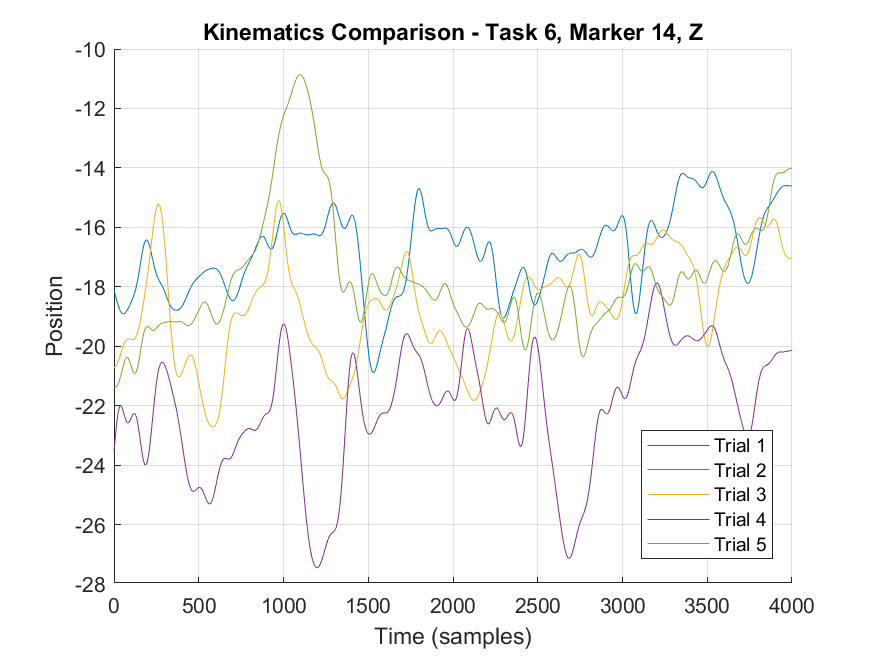 Kinematics Comparison - Task 6, Marker 14, Z
-10
-12
-14
-16
-18
-20
-22
-24
-26
-28
Position
0 500 1000 1500 2000 2500 3000 3500 4000
Time (samples)
Trial 1
Trial 2
Trial 3
Trial 4
Trial 5